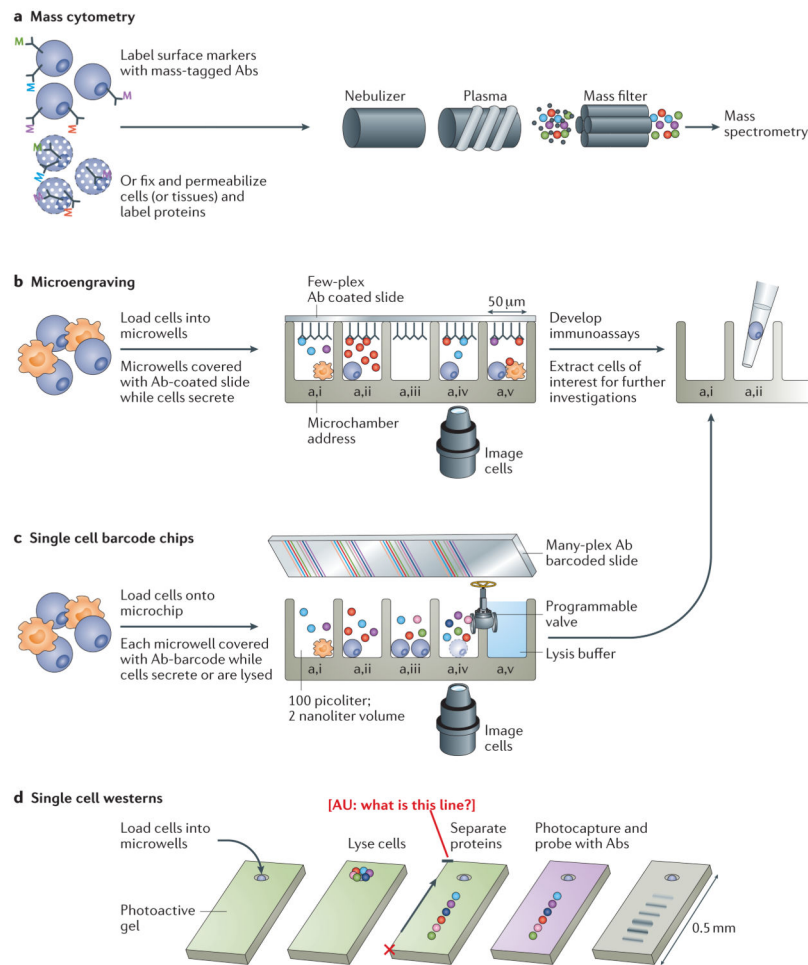 a Mass cytometry
M
M
M
M
Label surface markers
with mass-tagged Abs
Nebulizer
Plasma
Mass filter
Mass
spectrometry
M
M
M
M
Or fix and permeabilize
cells (or tissues) and
label proteins
b Microengraving
Few-plex
Ab coated slide
50 μm
Load cells into
microwells
Microwells covered
with Ab-coated slide
while cells secrete
a,i
a,ii
a,iii
a,iv
a,v
Microchamber
address
Image
cells
Develop
immunoassays
Extract cells of
interest for further
investigations
a,i
a,ii
c Single cell barcode chips
Many-plex Ab
barcoded slide
Load cells onto
microchip
Each microwell covered
with Ab-barcode while
cells secrete or are lysed
Programmable
valve
Lysis buffer
a,i
a,ii
a,iii
a,iv
a,v
100 picoliter;
2 nanoliter volume
Image
cells
d Single cell westerns
[AU: what is this line?]
Load cells into
microwells
Lyse cells
Separate
proteins
Photocapture and
probe with Abs
Photoactive
gel
0.5 mm